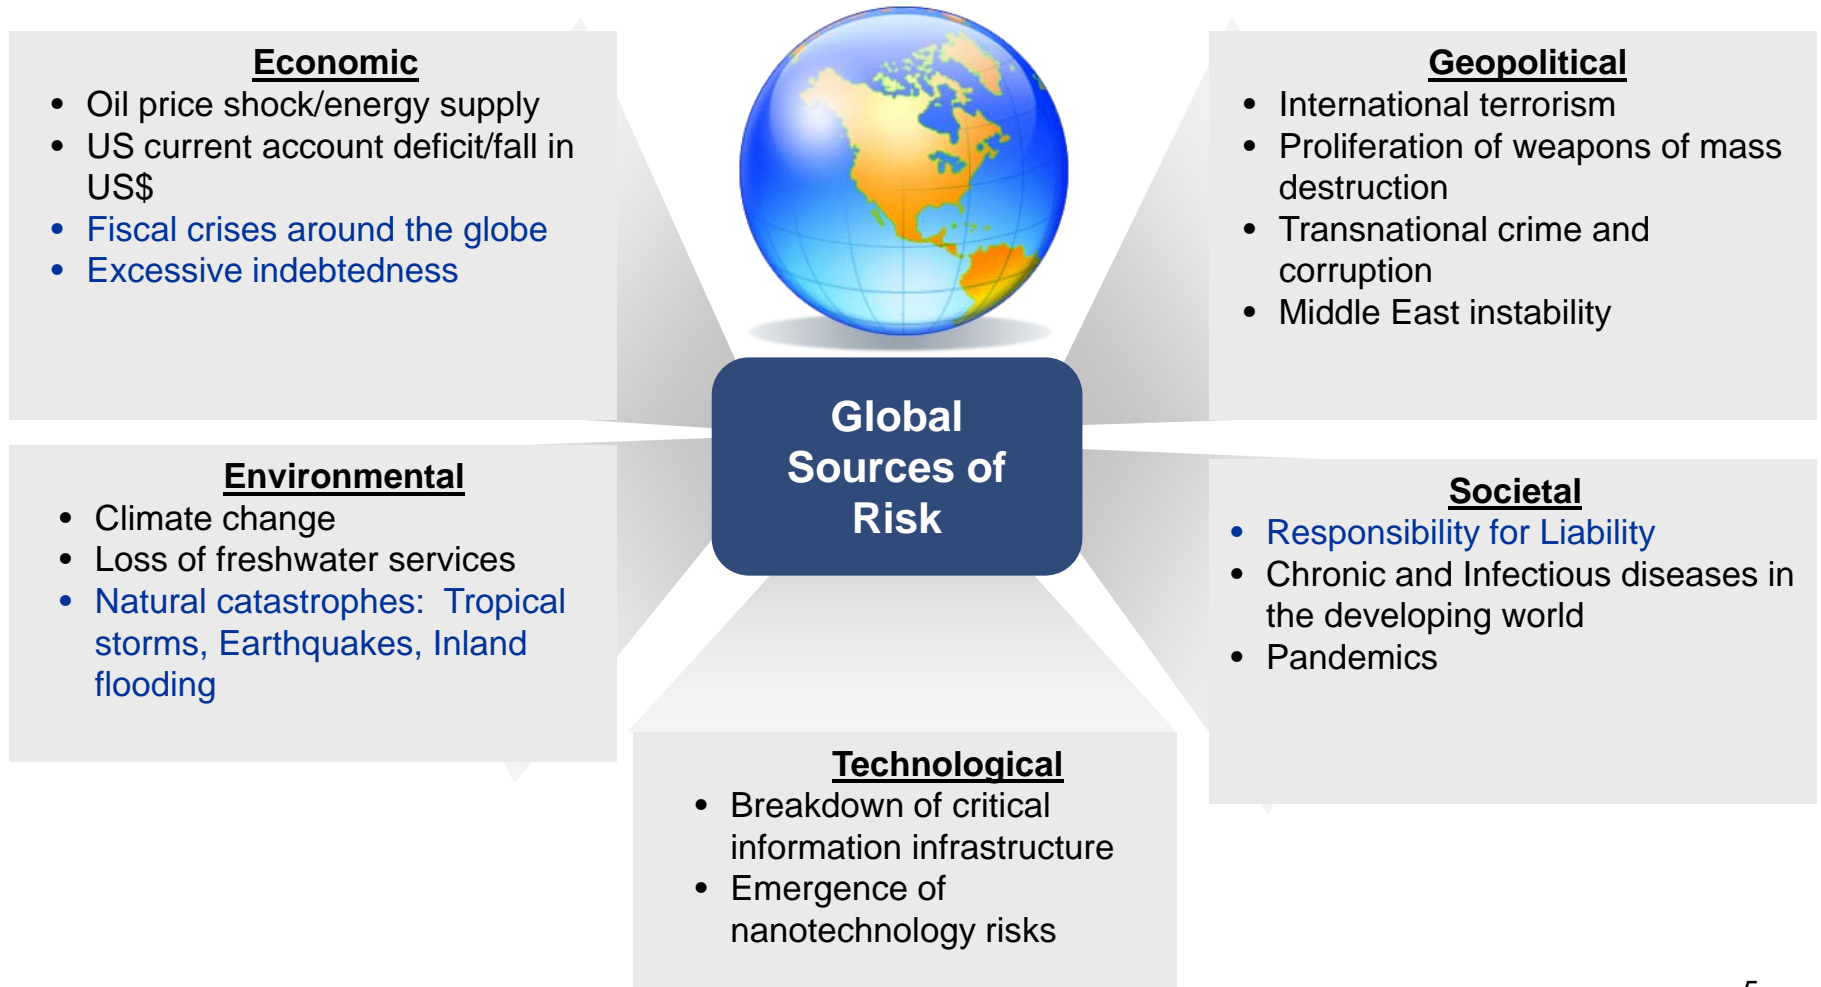 Economic
• Oil price shock/energy supply
• US current account deficit/fall in
US$
• Fiscal crises around the globe
• Excessive indebtedness
Geopolitical
• International terrorism
• Proliferation of weapons of mass
destruction
• Transnational crime and
corruption
• Middle East instability
Global
Sources of
Risk
Environmental
• Climate change
• Loss of freshwater services
• Natural catastrophes: Tropical
storms, Earthquakes, Inland
flooding
Societal
• Responsibility for Liability
• Chronic and Infectious diseases in
the developing world
• Pandemics
Technological
• Breakdown of critical
information infrastructure
• Emergence of
nanotechnology risks
5